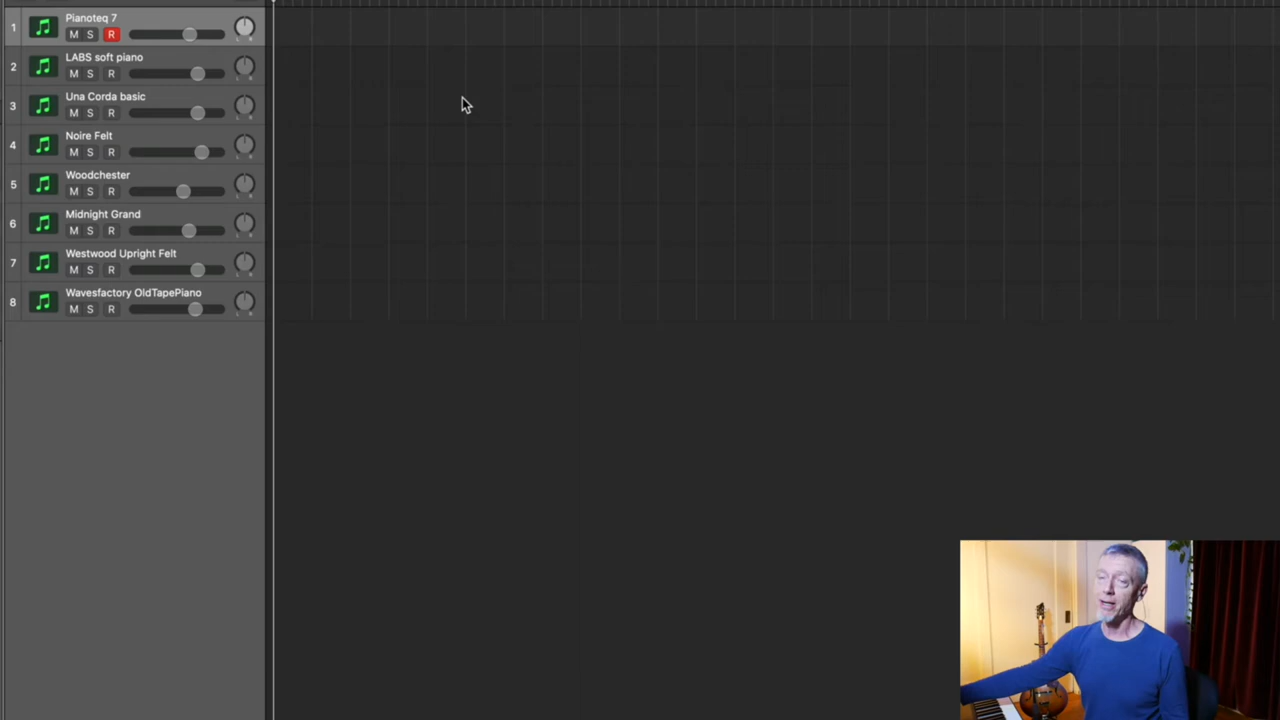 1
Pianoteq 7
M S R
L R
2
LABS soft piano
M S R
L R
3
Una Corda basic
M S R
L R
4
Noire Felt
M S R
L R
5
Woodchester
M S R
L R
6
Midnight Grand
M S R
L R
7
Westwood Upright Felt
M S R
L R
8
Wavesfactory OldTapePiano
M S R
L R